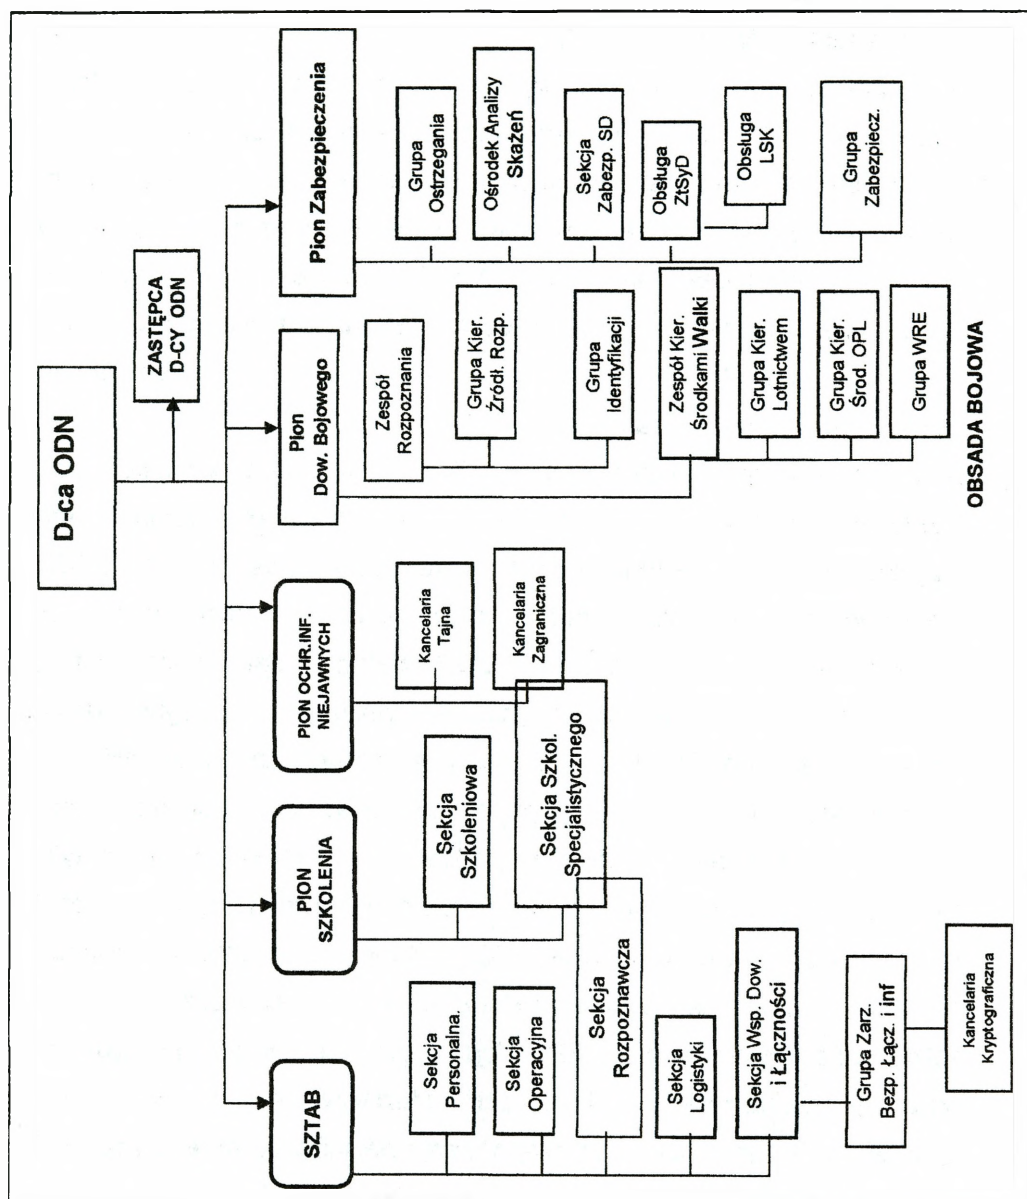 D-ca ODN
ZASTĘPCA
D-CY ODN
SZTAB
Sekcja
Personalna.
Sekcja
Operacyjna
Sekcja
Rozpoznawcza
Sekcja
Logistyki
Sekcja Wsp. Dow.
i Łączności
Grupa Zarz.
Bezp. Łącz. i inf
Kancelaria
Kryptograficzna
PION
SZKOLENIA
Sekcja
Szkoleniowa
Sekcja Szkol.
Specjalistycznego
PION OCHR.INF.
NIEJAWNYCH
Kancelaria
Tajna
Kancelaria
Zagraniczna
Pion
Dow. Bojowego
Zespół
Rozpoznania
Grupa Kier.
Źródł. Rozp.
Grupa
Identyfikacji
Zespół Kier.
Środkami Walki
Grupa Kier.
Lotnictwem
Grupa Kier.
Środ. OPL
Grupa WRE
Pion Zabezpieczenia
Grupa
Ostrzegania
Ośrodek Analizy
Skażeń
Sekcja
Zabezp. SD
Obsługa
ZtSyD
Obsługa
LSK
Grupa
Zabezpiecz.
OBSADA BOJOWA